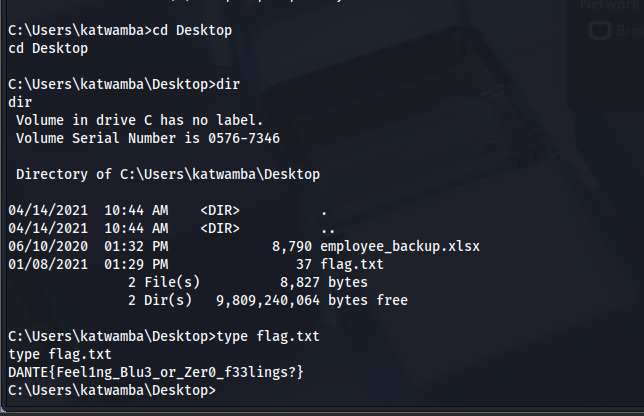 C:\Users\katwamba>cd Desktop
cd Desktop
C:\Users\katwamba\Desktop>dir
dir
 Volume in drive C has no label.
 Volume Serial Number is 0576-7346
 Directory of C:\Users\katwamba\Desktop
04/14/2021  10:44 AM    <DIR>          .
04/14/2021  10:44 AM    <DIR>          ..
06/10/2020  01:32 PM             8,790 employee_backup.xlsx
01/08/2021  01:29 PM                37 flag.txt
               2 File(s)          8,827 bytes
               2 Dir(s)   9,809,240,064 bytes free
C:\Users\katwamba\Desktop>type flag.txt
type flag.txt
DANTE{Feel1ng_Blu3_or_Zer0_f33lings?}
C:\Users\katwamba\Desktop>
Network